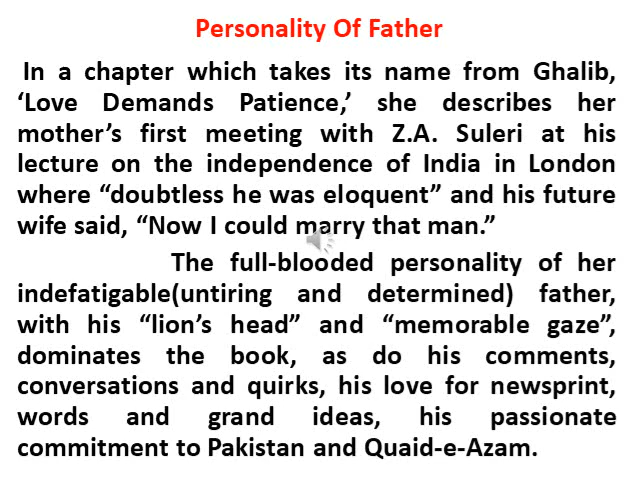 Personality Of Father
In a chapter which takes its name from Ghalib,
‘Love Demands Patience,’ she describes her
mother’s first meeting with Z.A. Suleri at his
lecture on the independence of India in London
where “doubtless he was eloquent” and his future
wife said, “Now I could marry that man.”
The full-blooded personality of her
indefatigable(untiring and determined) father,
with his “lion’s head” and “memorable gaze”,
dominates the book, as do his comments,
conversations and quirks, his love for newsprint,
words and grand ideas, his passionate
commitment to Pakistan and Quaid-e-Azam.